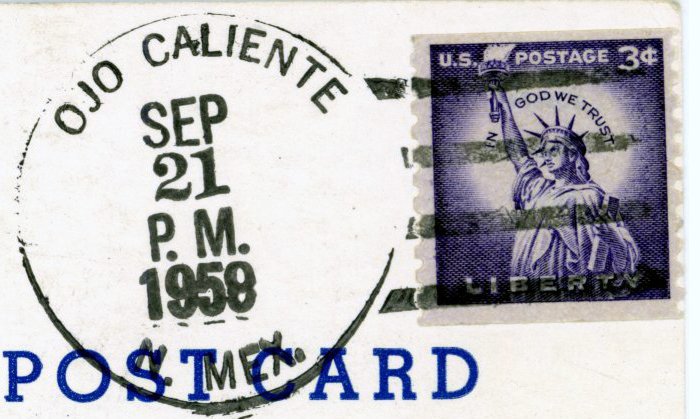 OJO CALIENTE
SEP
21
P. M.
1958
N. MEX.
U.S. POSTAGE 3¢
IN GOD WE TRUST
LIBERTY
POST CARD